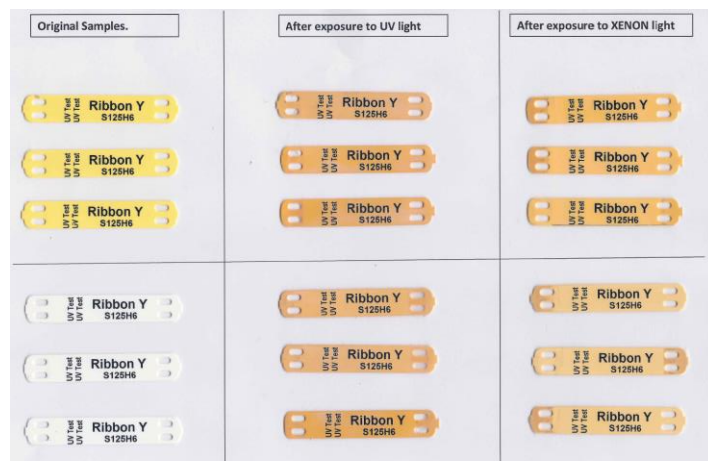 Original Samples.
After exposure to UV light
After exposure to XENON light
UV Test
UV Test
Ribbon Y
S125H6
UV Test
UV Test
Ribbon Y
S125H6
UV Test
UV Test
Ribbon Y
S125H6
UV Test
UV Test
Ribbon Y
S125H6
UV Test
UV Test
Ribbon Y
S125H6
UV Test
UV Test
Ribbon Y
S125H6
UV Test
UV Test
Ribbon Y
S125H6
UV Test
UV Test
Ribbon Y
S125H6
UV Test
UV Test
Ribbon Y
S125H6
UV Test
UV Test
Ribbon Y
S125H6
UV Test
UV Test
Ribbon Y
S125H6
UV Test
UV Test
Ribbon Y
S125H6
UV Test
UV Test
Ribbon Y
S125H6
UV Test
UV Test
Ribbon Y
S125H6
UV Test
UV Test
Ribbon Y
S125H6
UV Test
UV Test
Ribbon Y
S125H6
UV Test
UV Test
Ribbon Y
S125H6
UV Test
UV Test
Ribbon Y
S125H6